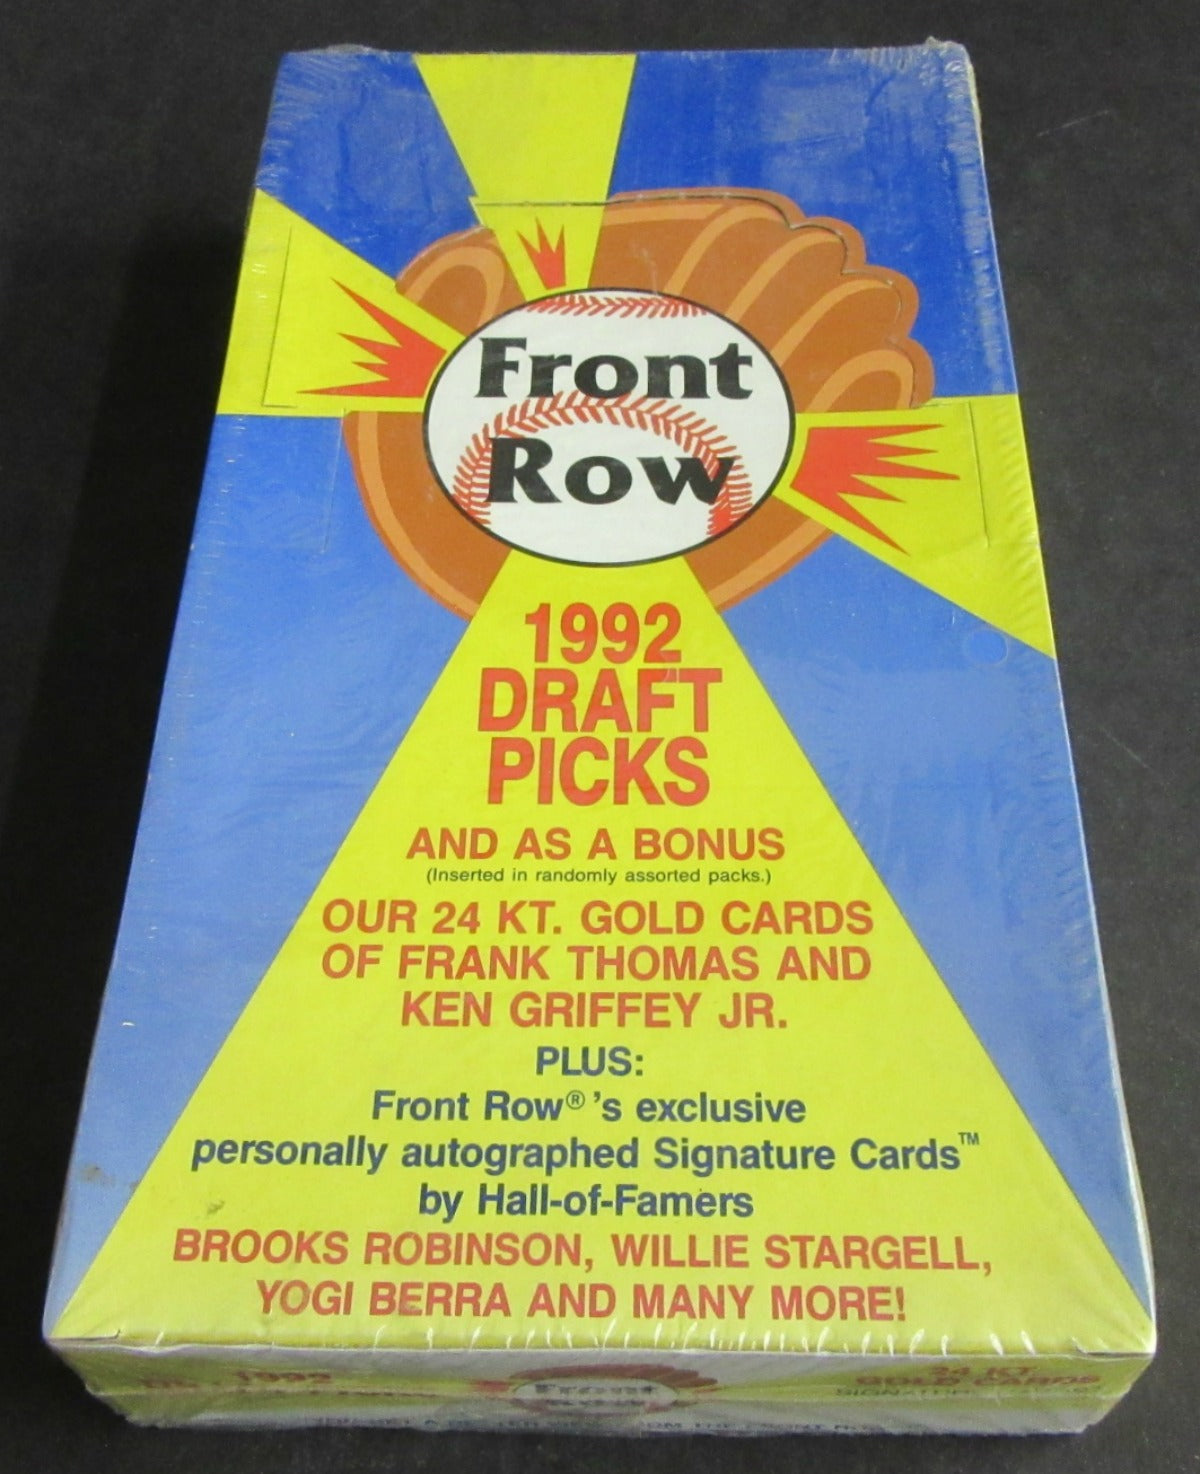 Front
Row
1992
DRAFT
PICKS
AND AS A BONUS
(Inserted in randomly assorted packs.)
OUR 24 KT. GOLD CARDS
OF FRANK THOMAS AND
KEN GRIFFEY JR.
PLUS:
Front Row® 's exclusive
personally autographed Signature Cards™
by Hall-of-Famers
BROOKS ROBINSON, WILLIE STARGELL,
YOGI BERRA AND MANY MORE!
1992
Front
Row
24 KT.
GOLD CARDS